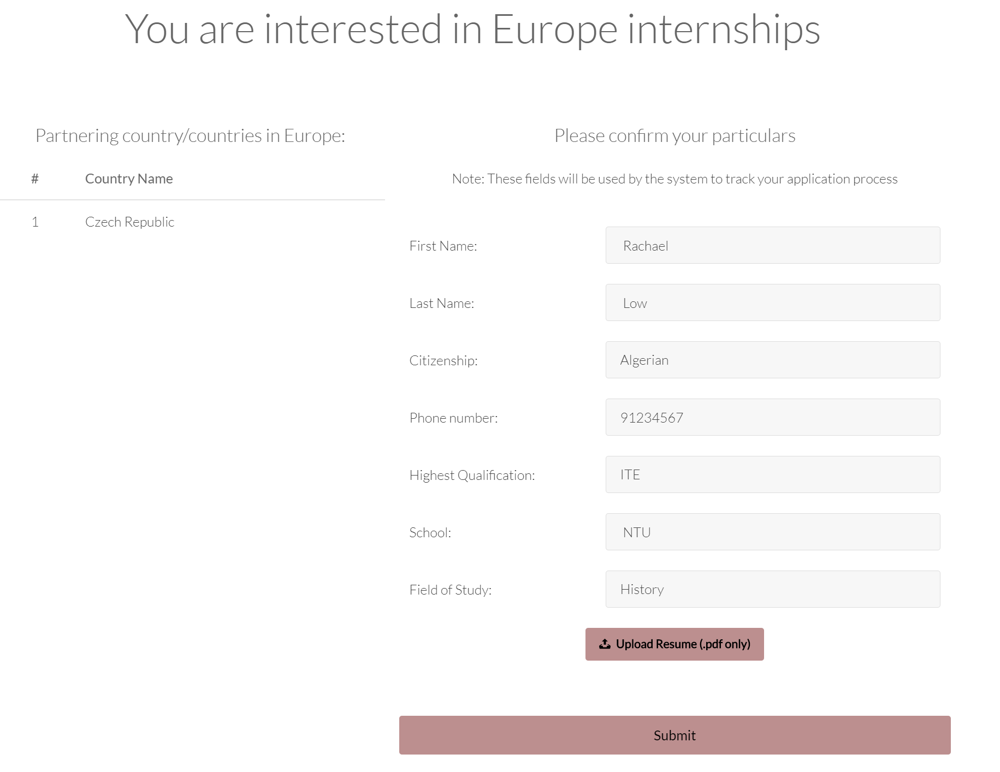 You are interested in Europe internships
Partnering country/countries in Europe:
# Country Name
1 Czech Republic
Please confirm your particulars
Note: These fields will be used by the system to track your application process
First Name: Rachael
Last Name: Low
Citizenship: Algerian
Phone number: 91234567
Highest Qualification: ITE
School: NTU
Field of Study: History
Upload Resume (.pdf only)
Submit